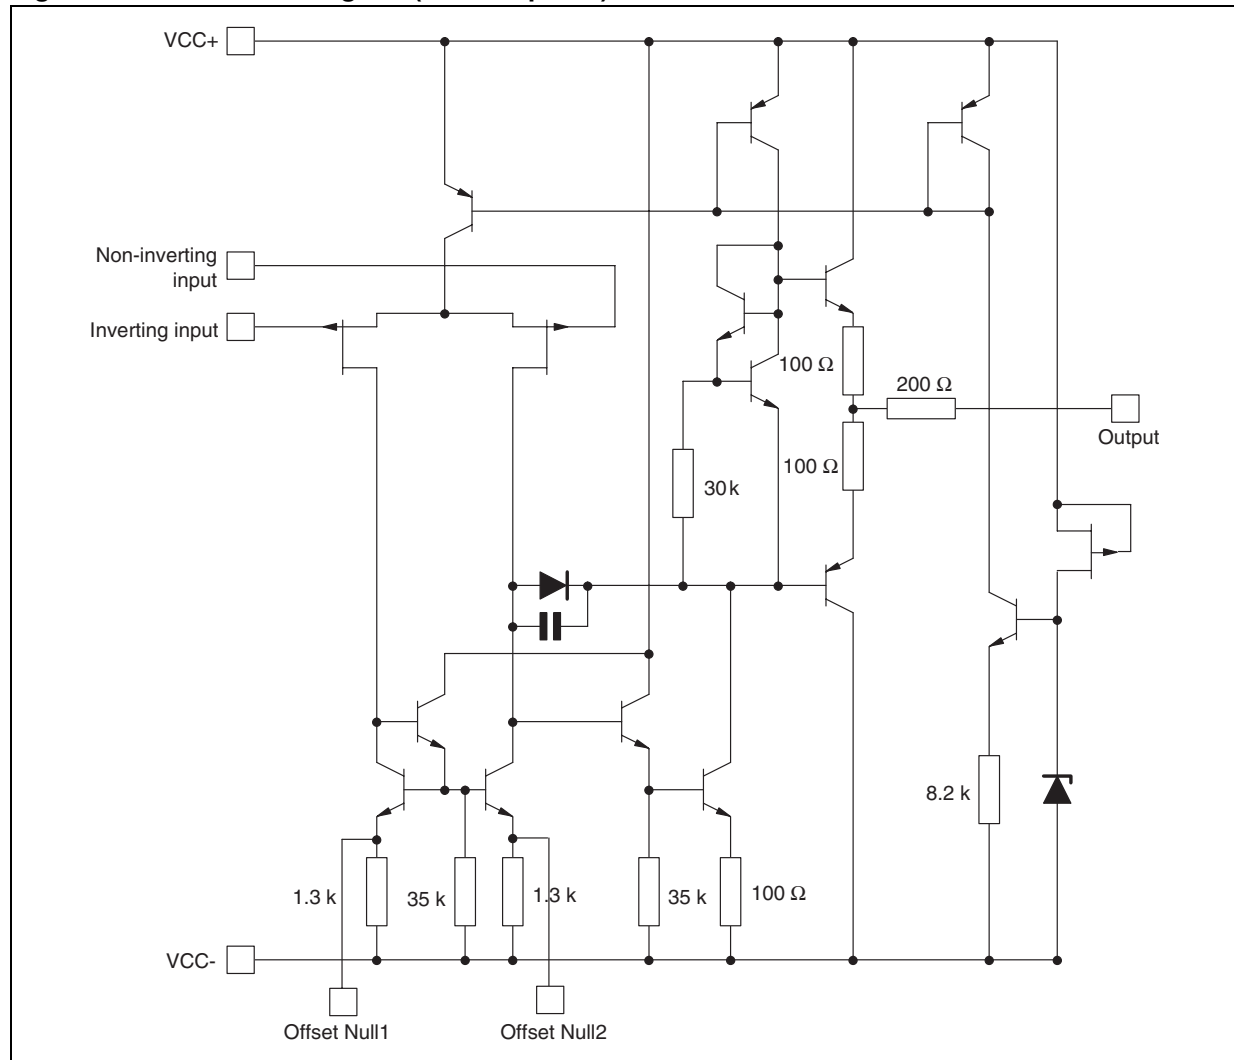 VCC+
Non-inverting
input
Inverting input
100 Ω
200 Ω
Output
100 Ω
30 k
8.2 k
1.3 k
35 k
1.3 k
35 k
100 Ω
VCC-
Offset Null1
Offset Null2